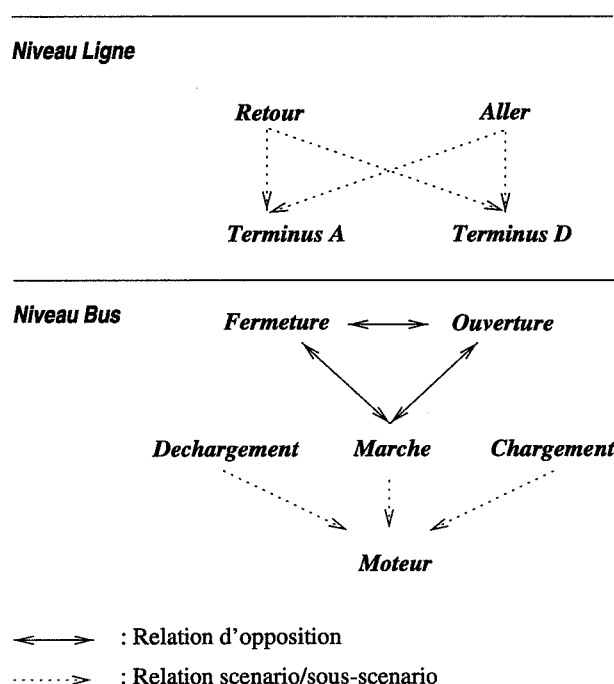 Niveau Ligne
Retour Aller
Terminus A Terminus D
Niveau Bus
Fermeture Ouverture
Dechargement Marche Chargement
Moteur
: Relation d'opposition
: Relation scenario/sous-scenario